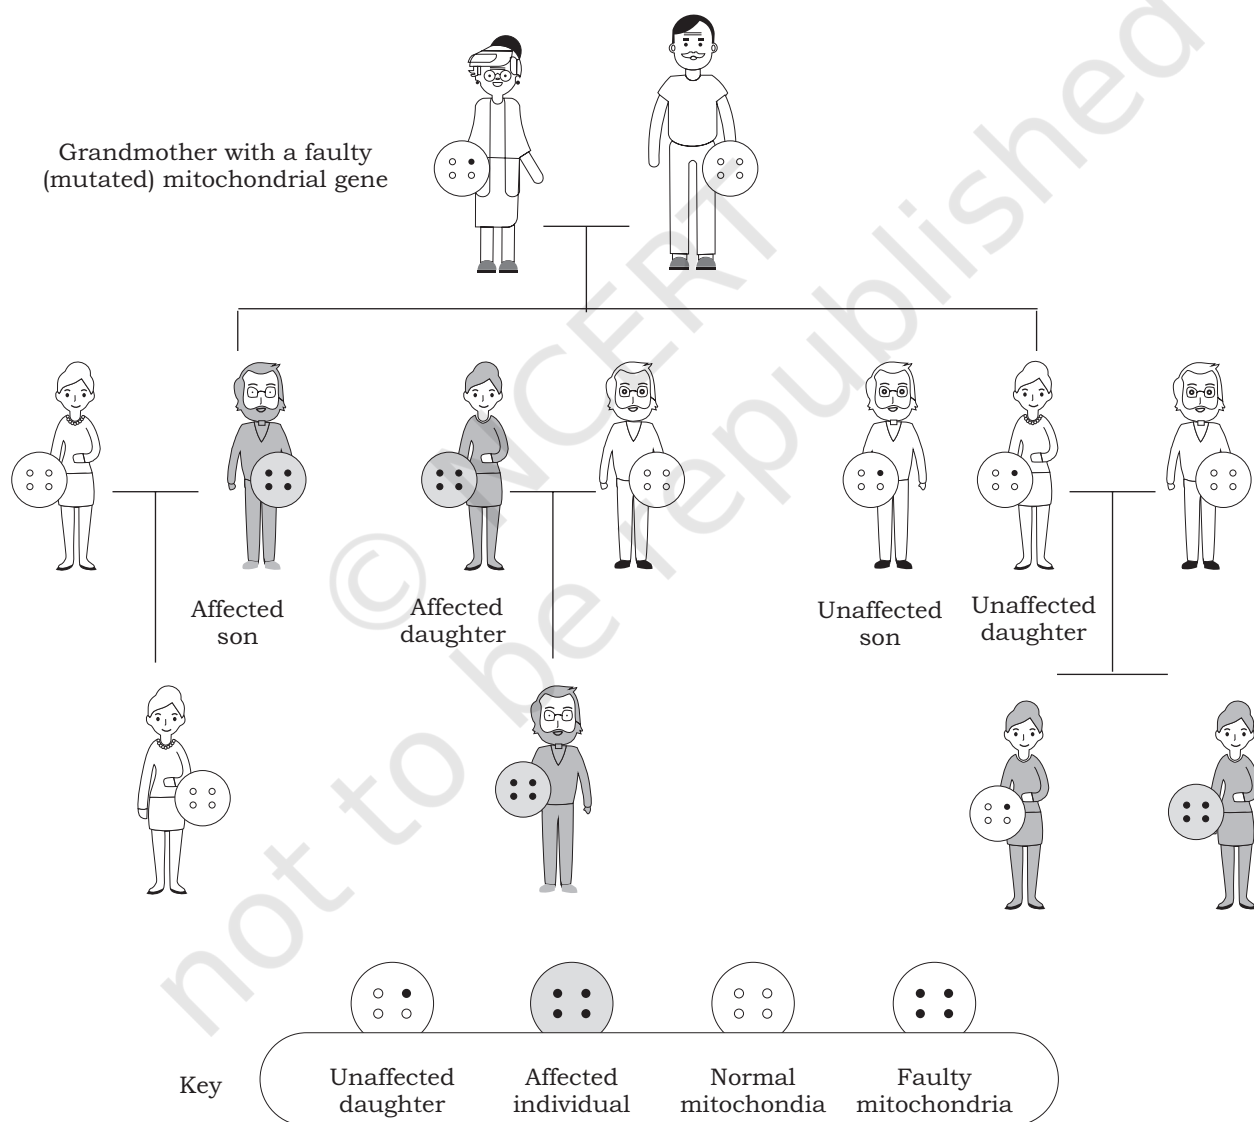 Grandmother with a faulty
(mutated) mitochondrial gene
Affected
son
Affected
daughter
Unaffected
son
Unaffected
daughter
Key
Unaffected
daughter
Affected
individual
Normal
mitochondia
Faulty
mitochondria
© NCERT
not to be republished